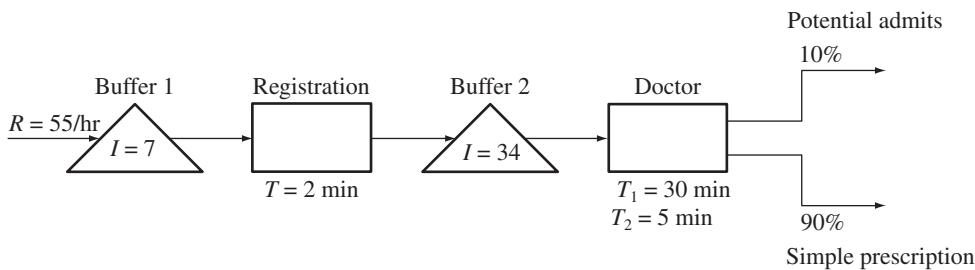 Potential admits
10%
Buffer 1
Registration
Buffer 2
Doctor
R = 55/hr
I = 7
I = 34
T = 2 min
T₁ = 30 min
T₂ = 5 min
90%
Simple prescription